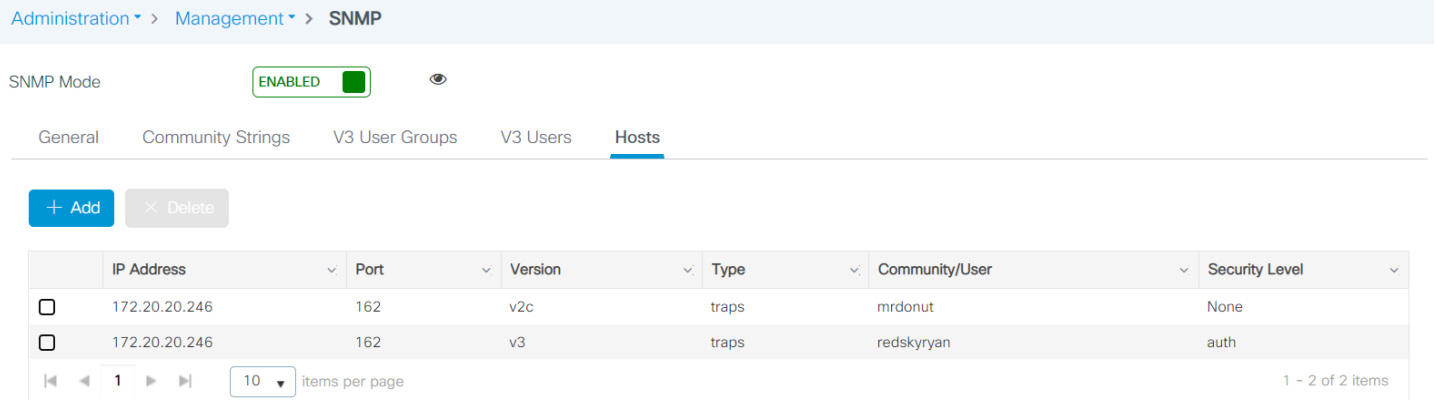 Administration > Management > SNMP
SNMP Mode ENABLED
General Community Strings V3 User Groups V3 Users Hosts
+ Add × Delete
IP Address Port Version Type Community/User Security Level
172.20.20.246 162 v2c traps mrdonut None
172.20.20.246 162 v3 traps redskyryan auth
1 10 items per page 1 - 2 of 2 items